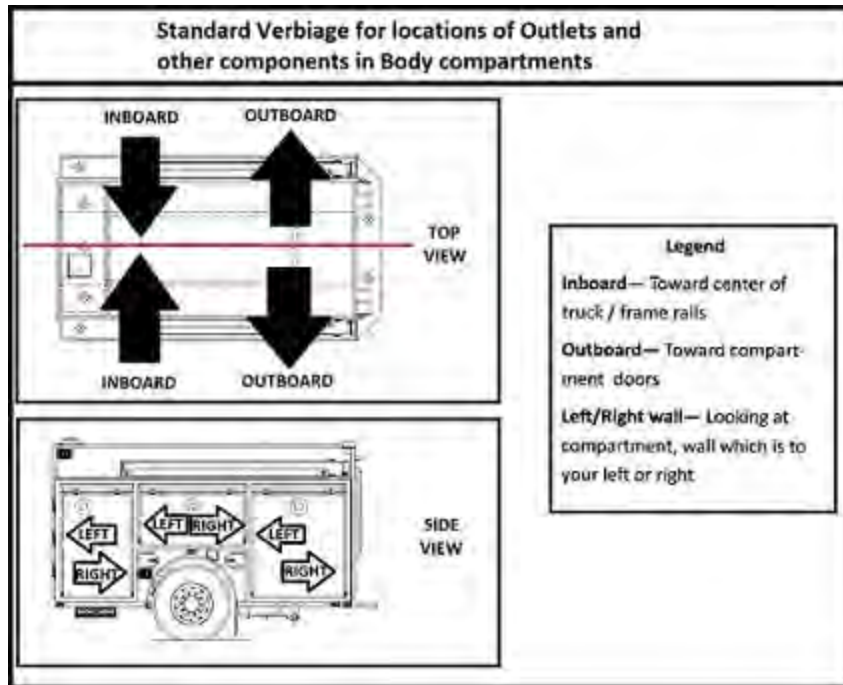 Standard Verbiage for locations of Outlets and
other components in Body compartments
INBOARD
OUTBOARD
TOP
VIEW
INBOARD
OUTBOARD
Legend
Inboard— Toward center of
truck / frame rails
Outboard— Toward compart-
ment doors
Left/Right wall— Looking at
compartment, wall which is to
your left or right
LEFT
LEFT
RIGHT
LEFT
RIGHT
RIGHT
SIDE
VIEW